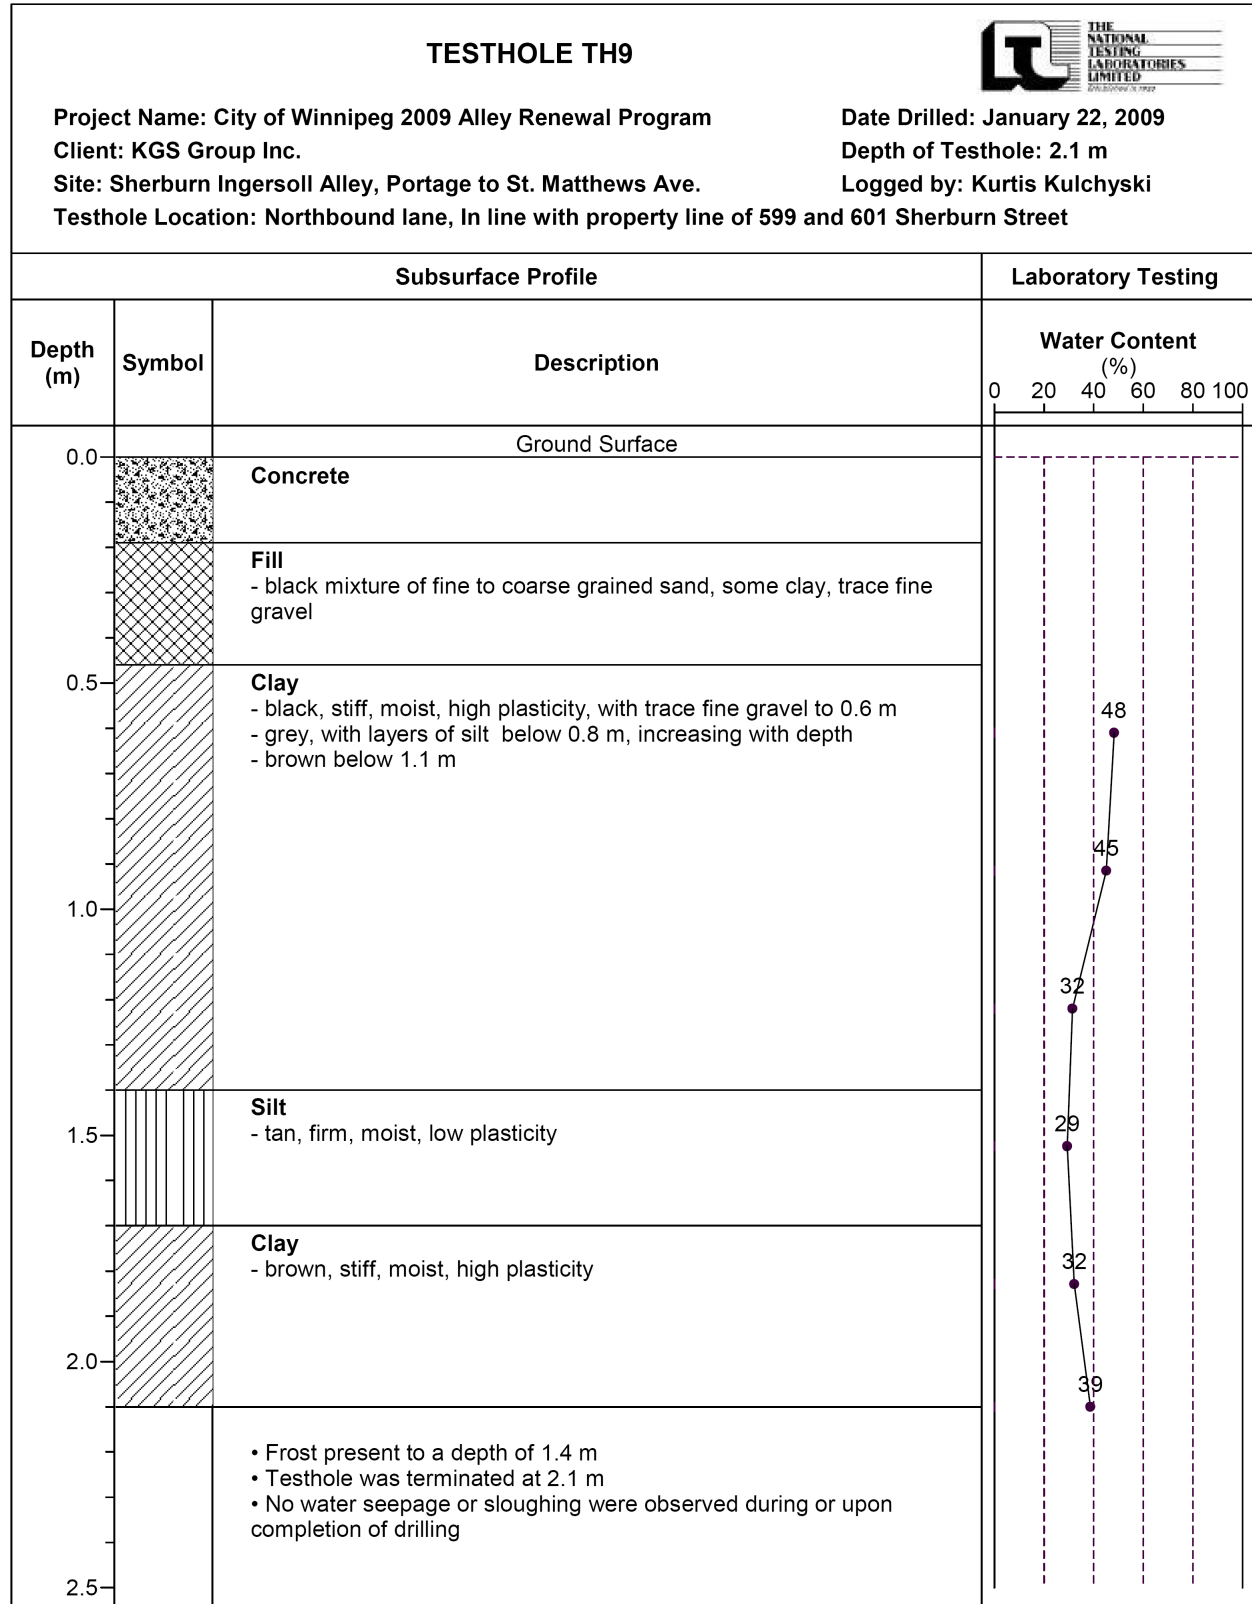 TESTHOLE TH9
THE
NATIONAL
TESTING
LABORATORIES
LIMITED
Project Name: City of Winnipeg 2009 Alley Renewal Program
Date Drilled: January 22, 2009
Client: KGS Group Inc.
Depth of Testhole: 2.1 m
Site: Sherburn Ingersoll Alley, Portage to St. Matthews Ave.
Logged by: Kurtis Kulchyski
Testhole Location: Northbound lane, In line with property line of 599 and 601 Sherburn Street
Subsurface Profile
Laboratory Testing
Depth
(m)
Symbol
Description
Water Content
(%)
0 20 40 60 80 100
Ground Surface
0.0
Concrete
Fill
- black mixture of fine to coarse grained sand, some clay, trace fine
gravel
0.5
Clay
- black, stiff, moist, high plasticity, with trace fine gravel to 0.6 m
- grey, with layers of silt  below 0.8 m, increasing with depth
- brown below 1.1 m
48
45
1.0
32
Silt
- tan, firm, moist, low plasticity
1.5
29
Clay
- brown, stiff, moist, high plasticity
32
2.0
39
• Frost present to a depth of 1.4 m
• Testhole was terminated at 2.1 m
• No water seepage or sloughing were observed during or upon
completion of drilling
2.5